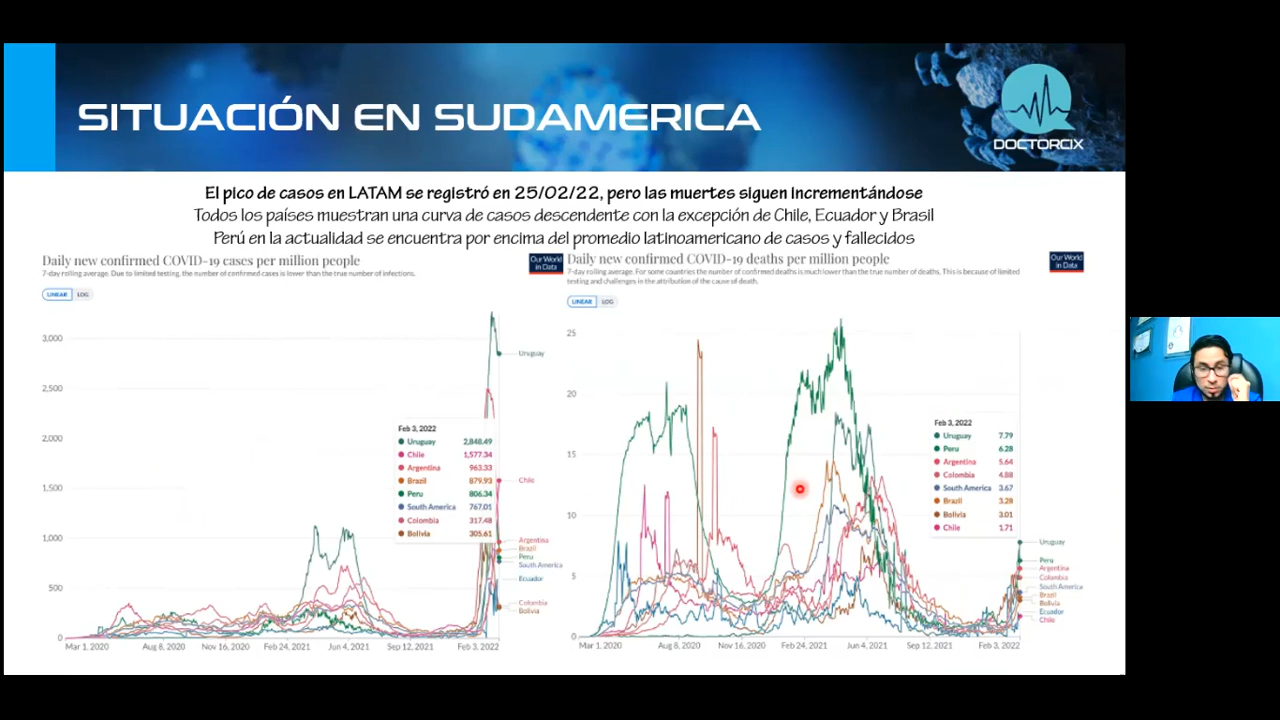 SITUACIÓN EN SUDAMERICA
DOCTORCIX
El pico de casos en LATAM se registró en 25/02/22, pero las muertes siguen incrementándose
Todos los países muestran una curva de casos descendente con la excepción de Chile, Ecuador y Brasil
Perú en la actualidad se encuentra por encima del promedio latinoamericano de casos y fallecidos
Daily new confirmed COVID-19 cases per million people
7-day rolling average. Due to limited testing, the number of confirmed cases is lower than the true number of infections.
Our World
in Data
LINEAR LOG
3,000
2,500
2,000
1,500
1,000
500
0
Uruguay
Feb 3, 2022
Uruguay 2,848.49
Chile 1,577.34
Argentina 963.33
Brazil 879.93
Peru 806.34
South America 767.01
Colombia 317.48
Bolivia 305.61
Chile
Argentina
Brazil
Peru
South America
Ecuador
Colombia
Bolivia
Mar 1, 2020 Aug 8, 2020 Nov 16, 2020 Feb 24, 2021 Jun 4, 2021 Sep 12, 2021 Feb 3, 2022
Daily new confirmed COVID-19 deaths per million people
7-day rolling average. For some countries the number of confirmed deaths is much lower than the true number of deaths. This is because of limited
testing and challenges in the attribution of the cause of death.
Our World
in Data
LINEAR LOG
25
20
15
10
5
0
Feb 3, 2022
Uruguay 7.79
Peru 6.28
Argentina 5.64
Colombia 4.88
South America 3.67
Brazil 3.28
Bolivia 3.01
Chile 1.71
Uruguay
Peru
Argentina
Colombia
South America
Brazil
Bolivia
Ecuador
Chile
Mar 1, 2020 Aug 8, 2020 Nov 16, 2020 Feb 24, 2021 Jun 4, 2021 Sep 12, 2021 Feb 3, 2022